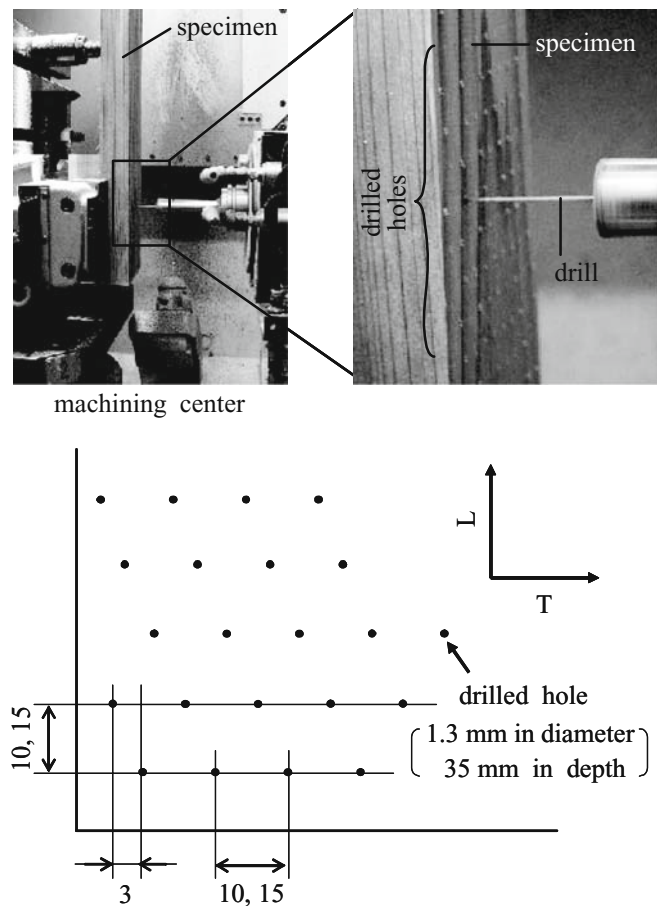 specimen
specimen
drilled
holes
drill
machining center
L
T
drilled hole
1.3 mm in diameter
35 mm in depth
10, 15
3
10, 15